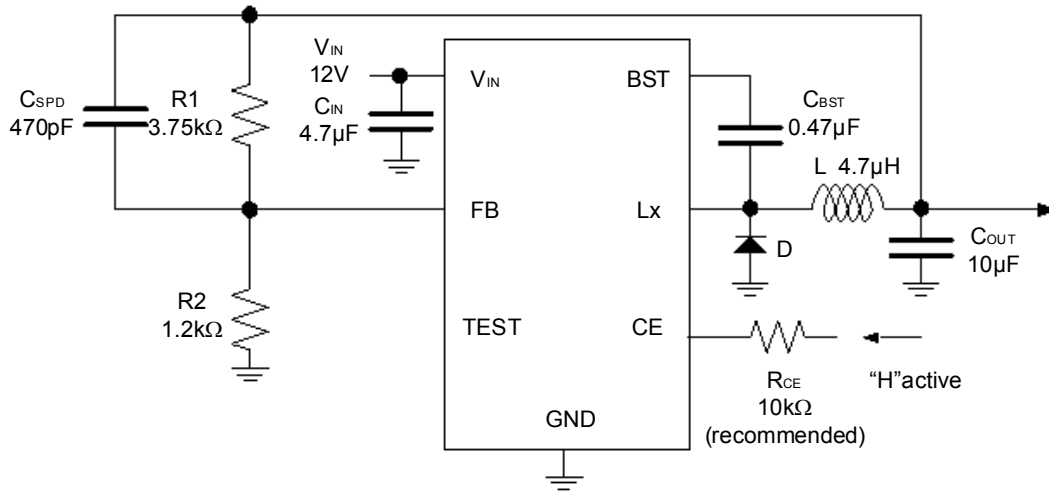 CSPD
470pF
R1
3.75kΩ
VIN
12V
CIN
4.7µF
VIN
BST
CBST
0.47µF
L 4.7µH
FB
Lx
D
COUT
10µF
R2
1.2kΩ
TEST
CE
RCE
10kΩ
(recommended)
“H”active
GND